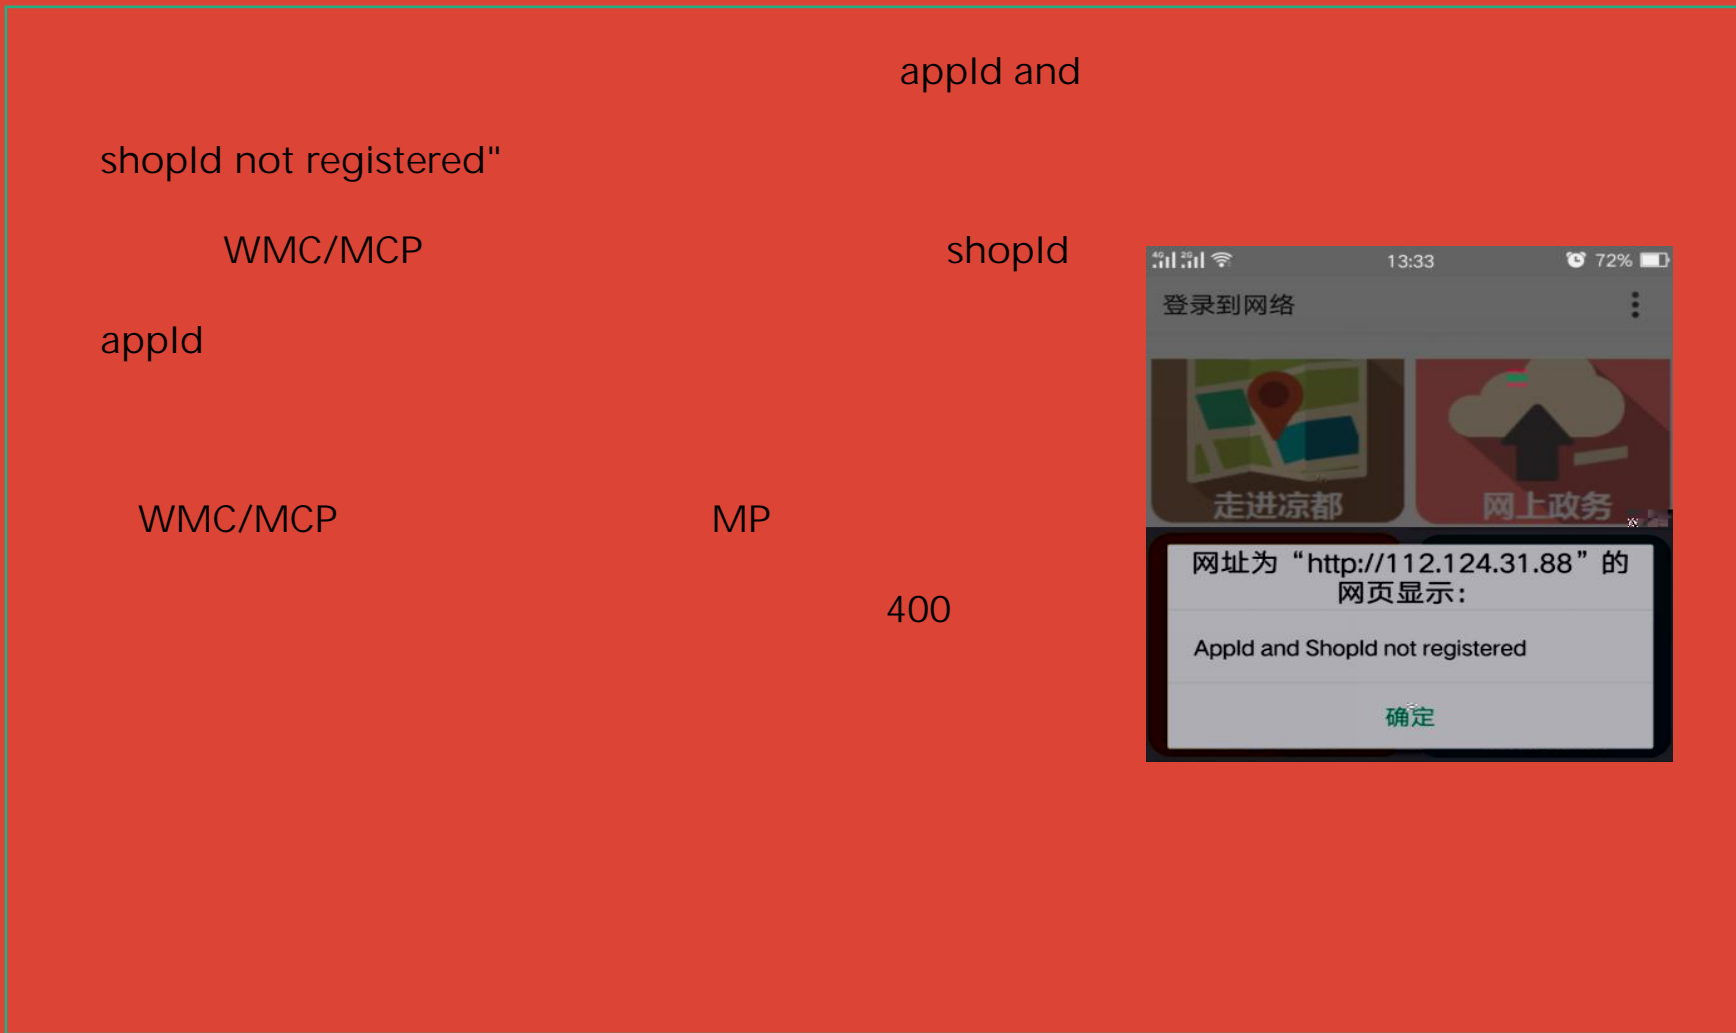 appId and
shopId not registered"
WMC/MCP shopId
appId
WMC/MCP MP
400
4G 2G 13:33 72%
登录到网络
走进凉都 网上政务
网址为“http://112.124.31.88”的
网页显示：
AppId and ShopId not registered
确定